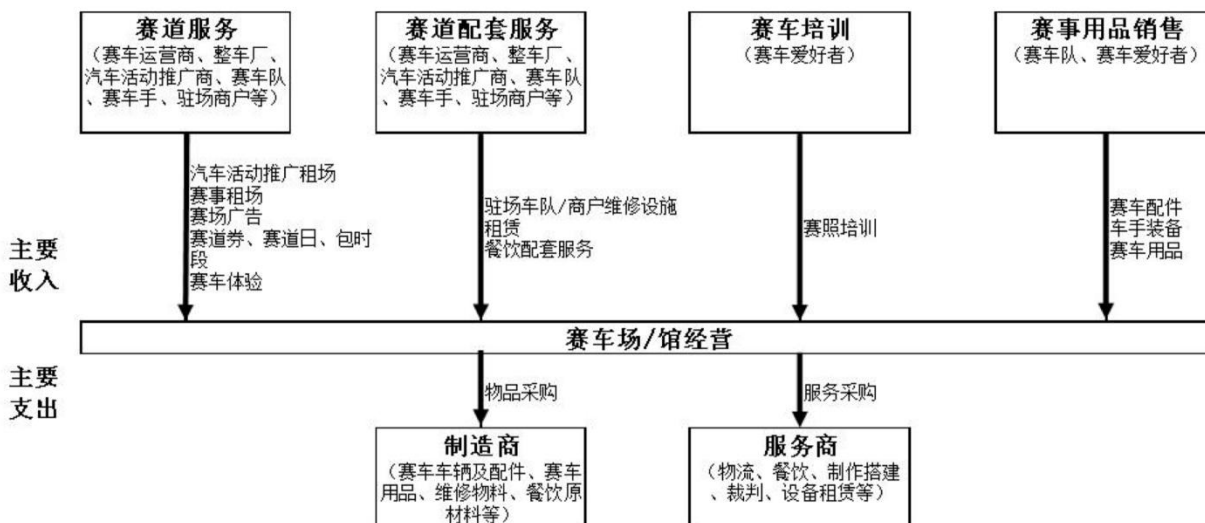 赛道服务
（赛车运营商、整车厂、
汽车活动推广商、赛车队
、赛车手、驻场商户等）
赛道配套服务
（赛车运营商、整车厂、
汽车活动推广商、赛车队
、赛车手、驻场商户等）
赛车培训
（赛车爱好者）
赛事用品销售
（赛车队、赛车爱好者）
主要
收入
汽车活动推广租场
赛事租场
赛场广告
赛道券、赛道日、包时
段
赛车体验
驻场车队/商户维修设施
租赁
餐饮配套服务
赛照培训
赛车配件
车手装备
赛车用品
赛车场/馆经营
主要
支出
物品采购
服务采购
制造商
（赛车车辆及配件、赛车
用品、维修物料、餐饮原
材料等）
服务商
（物流、餐饮、制作搭建
、裁判、设备租赁等）